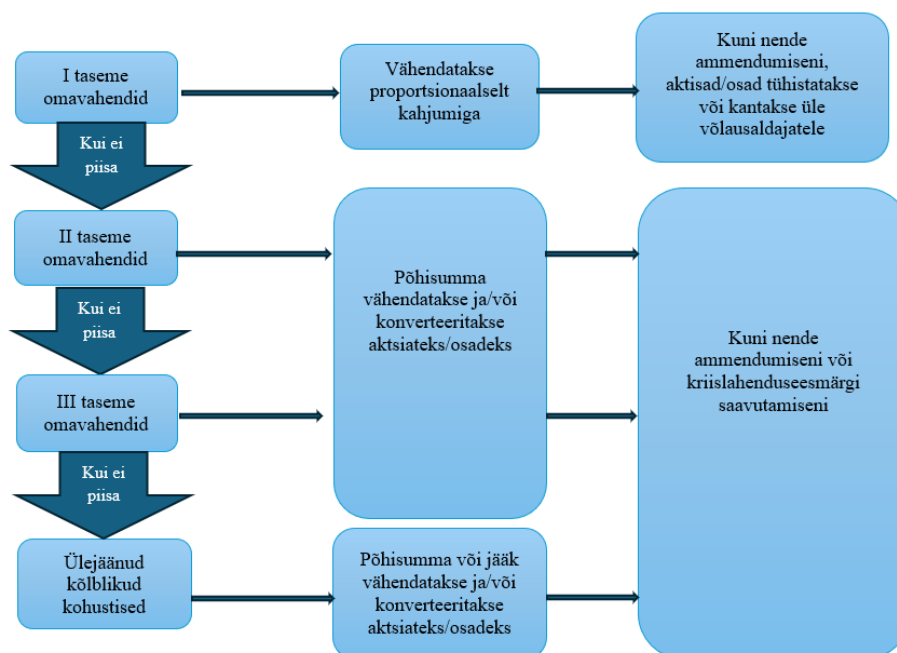 I taseme
omavahendid
Vähendatakse
proportsionaalselt
kahjumiga
Kuni nende
ammendumiseni,
aktisad/osad tühistatakse
või kantakse üle
võlausaldajatele
Kui ei
piisa
II taseme
omavahendid
Põhisumma
vähendatakse ja/või
konverteeritakse
aktsiateks/osadeks
Kuni nende
ammendumiseni või
kriislahenduseesmärgi
saavutamiseni
Kui ei
piisa
III taseme
omavahendid
Kui ei
piisa
Ülejäänud
kõlblikud
kohustised
Põhisumma või jääk
vähendatakse ja/või
konverteeritakse
aktsiateks/osadeks